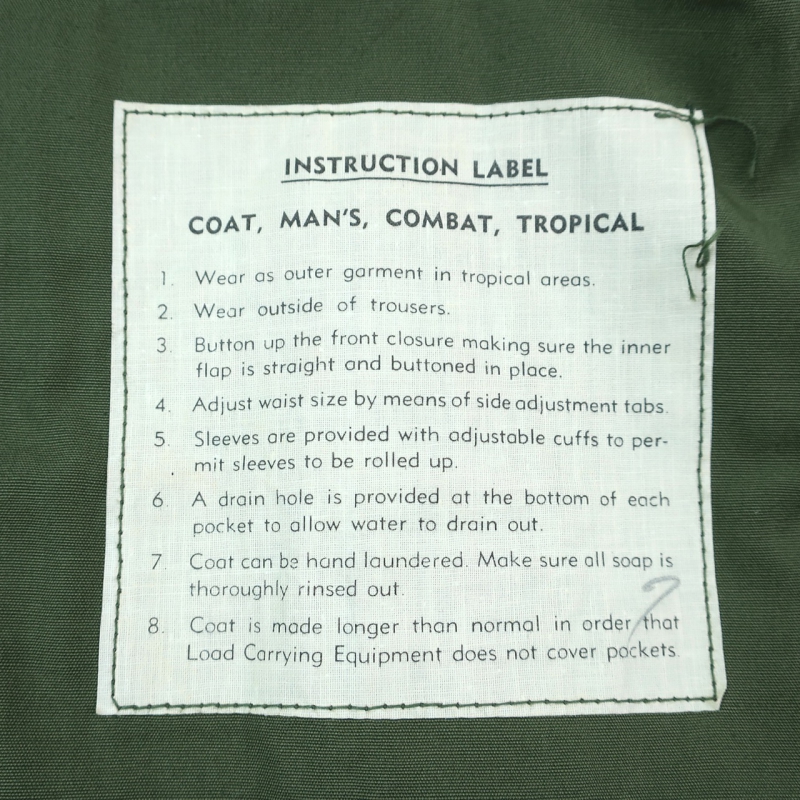 INSTRUCTION LABEL
COAT, MAN'S, COMBAT, TROPICAL
1. Wear as outer garment in tropical areas.
2. Wear outside of trousers.
3. Button up the front closure making sure the inner
flap is straight and buttoned in place.
4. Adjust waist size by means of side adjustment tabs.
5. Sleeves are provided with adjustable cuffs to per-
mit sleeves to be rolled up.
6. A drain hole is provided at the bottom of each
pocket to allow water to drain out.
7. Coat can be hand laundered. Make sure all soap is
thoroughly rinsed out.
8. Coat is made longer than normal in order that
Load Carrying Equipment does not cover pockets.